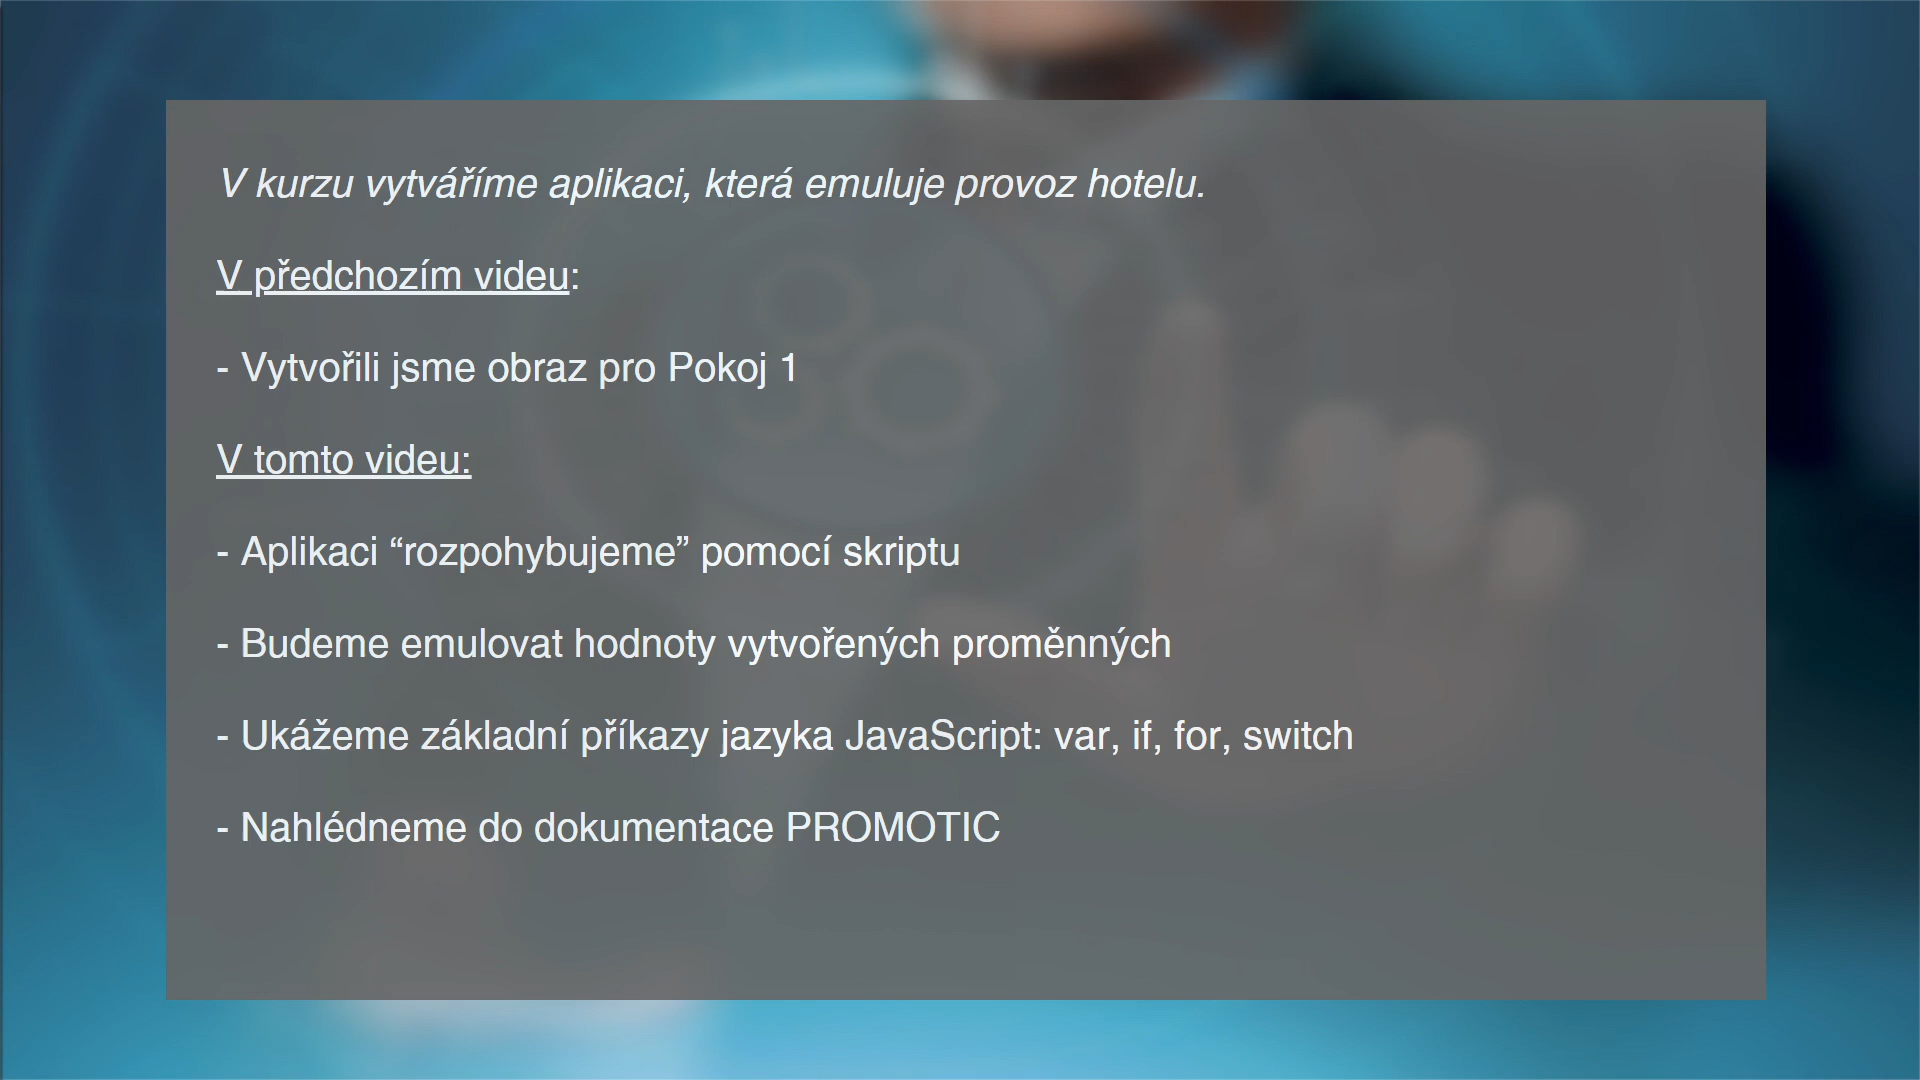 V kurzu vytváříme aplikaci, která emuluje provoz hotelu.
V předchozím videu:
- Vytvořili jsme obraz pro Pokoj 1
V tomto videu:
- Aplikaci “rozpohybujeme” pomocí skriptu
- Budeme emulovat hodnoty vytvořených proměnných
- Ukážeme základní příkazy jazyka JavaScript: var, if, for, switch
- Nahlédneme do dokumentace PROMOTIC